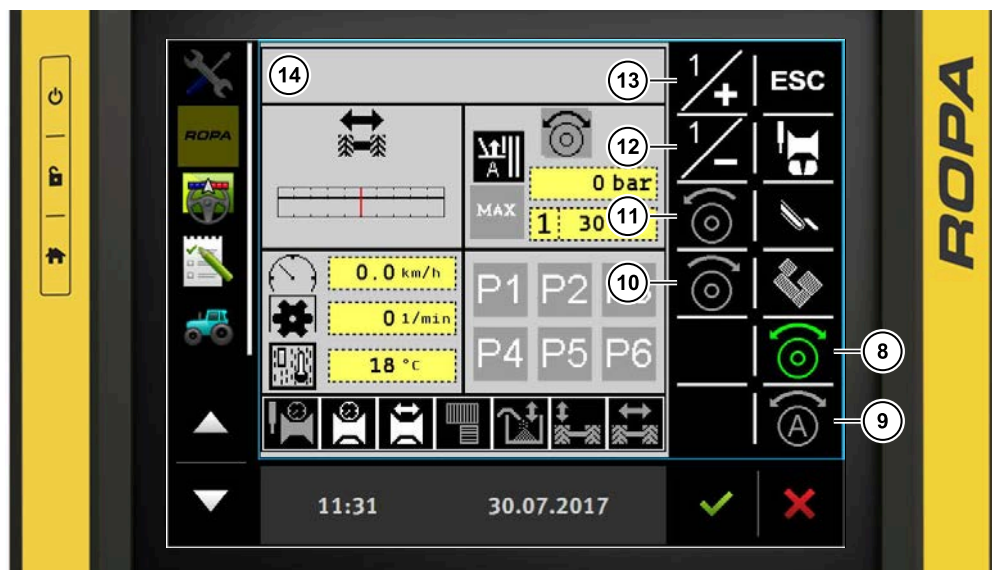 ROPA
14
13
1/+
ESC
A
12
1/-
0 bar
MAX
1 30
11
10
0.0 km/h
0 1/min
18 °C
P1 P2
P4 P5 P6
8
A
9
11:31 30.07.2017
ROPA